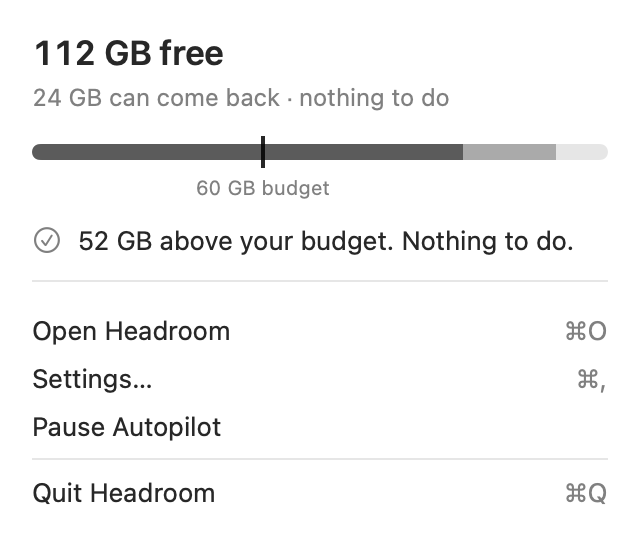 112 GB free
24 GB can come back · nothing to do
60 GB budget
52 GB above your budget. Nothing to do.
Open Headroom ⌘O
Settings... ⌘,
Pause Autopilot
Quit Headroom ⌘Q